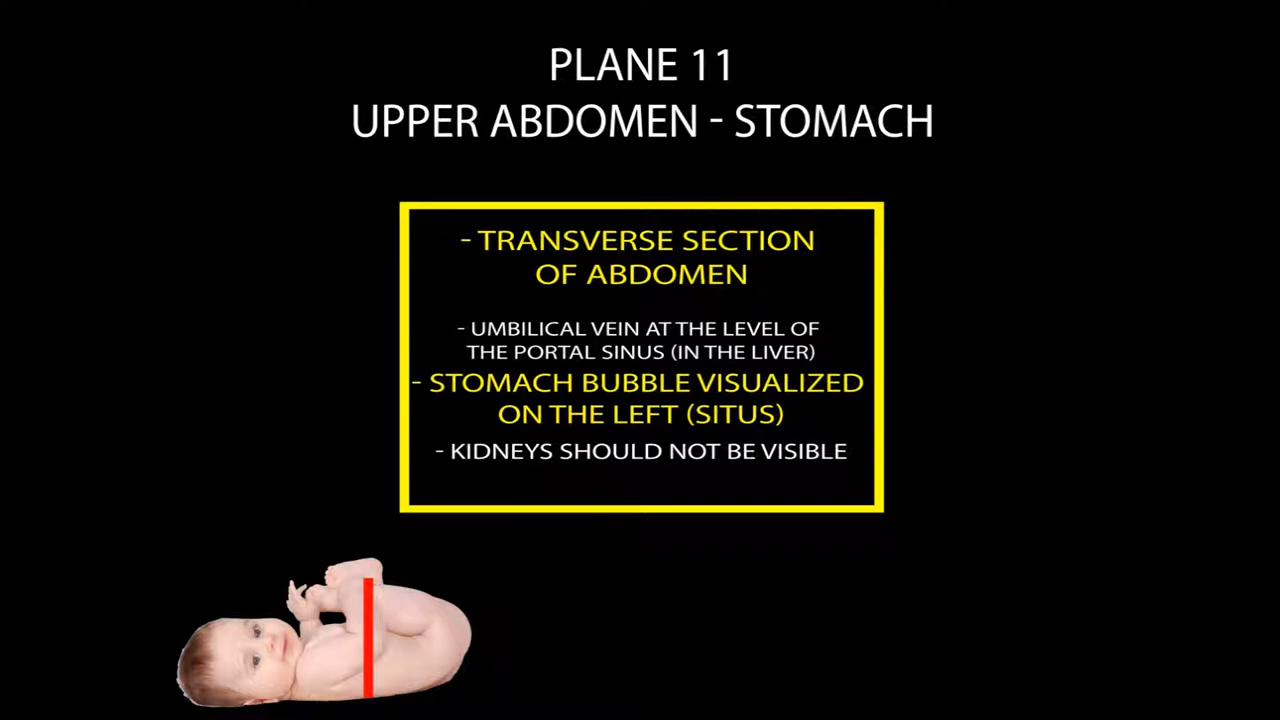 PLANE 11
UPPER ABDOMEN - STOMACH
- TRANSVERSE SECTION
OF ABDOMEN
- UMBILICAL VEIN AT THE LEVEL OF
THE PORTAL SINUS (IN THE LIVER)
- STOMACH BUBBLE VISUALIZED
ON THE LEFT (SITUS)
- KIDNEYS SHOULD NOT BE VISIBLE